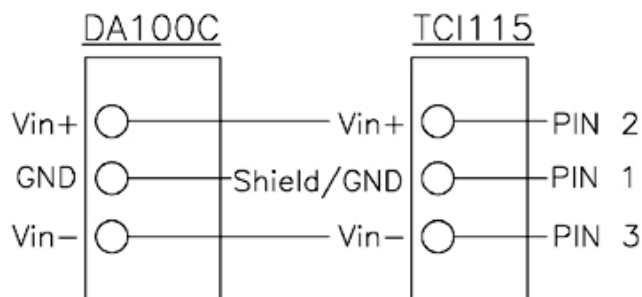 DA100C TCI115
Vin+ Vin+ PIN 2
GND Shield/GND PIN 1
Vin- Vin- PIN 3